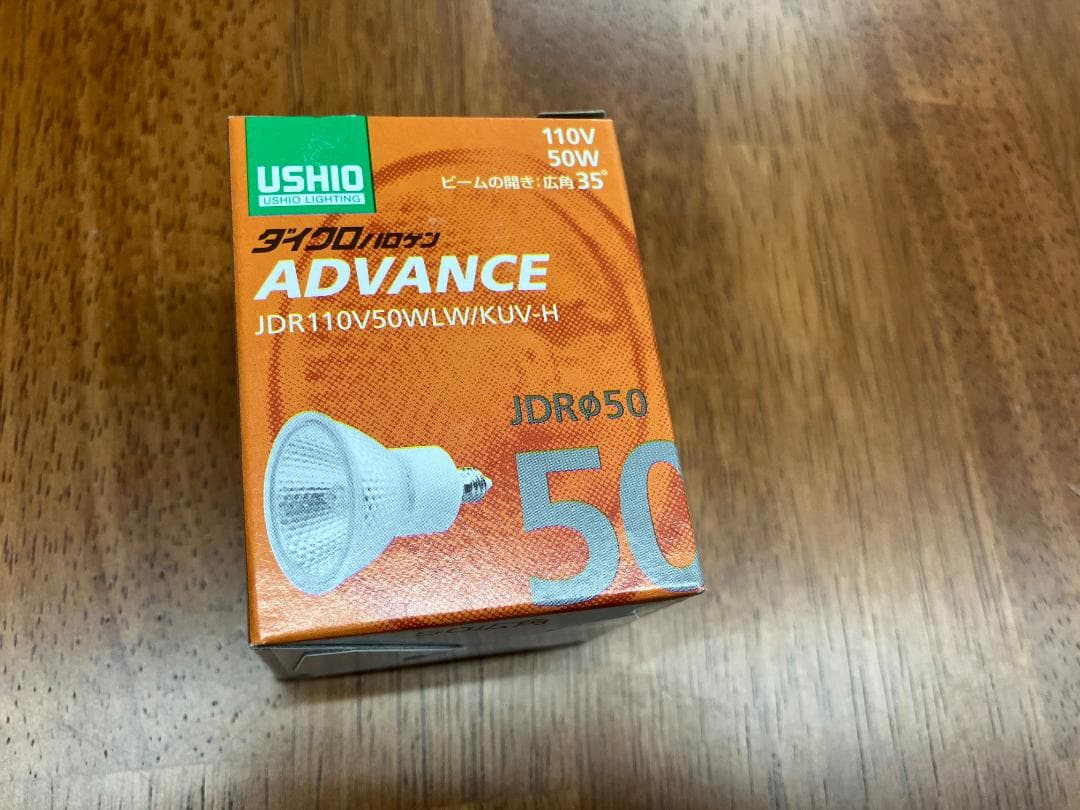 USHIO
USHIO LIGHTING
110V
50W
ビームの開き:広角35°
ダイクロハロゲン
ADVANCE
JDR110V50WLW/KUV-H
JDRφ50
50